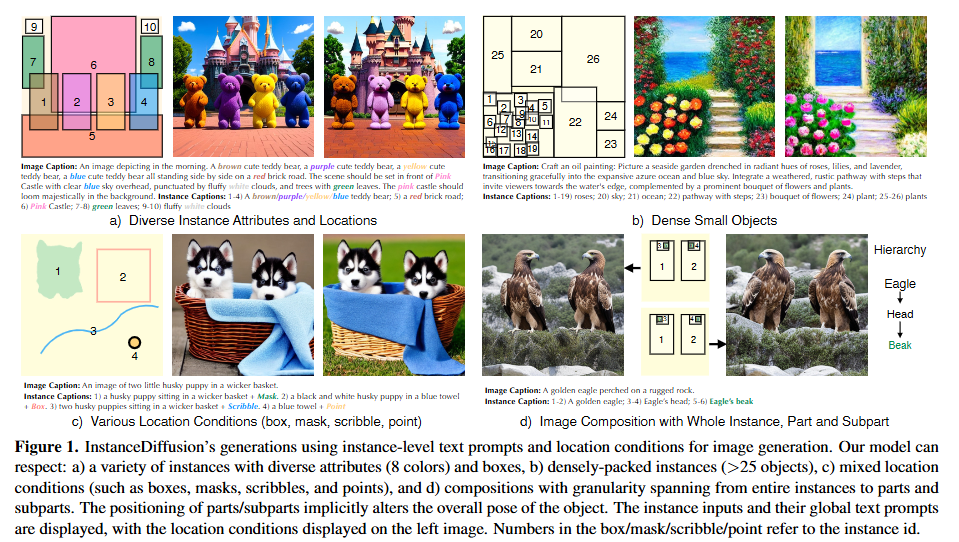 9
10
7
8
6
1
2
3
4
5
Image Caption: An image depicting in the morning. A brown cute teddy bear, a purple cute teddy bear, a yellow cute
teddy bear, a blue cute teddy bear all standing side by side on a red brick road. The scene should be set in front of Pink
Castle with clear blue sky overhead, punctuated by fluffy white clouds, and trees with green leaves. The pink castle should
loom majestically in the background. Instance Captions: 1-4) A brown/purple/yellow/blue teddy bear; 5) a red brick road;
6) Pink Castle; 7-8) green leaves; 9-10) fluffy white clouds
a) Diverse Instance Attributes and Locations
20
25
26
21
1
2
3
4
5
6
7
8
9
10
11
12
13
14
16
17
18
19
22
24
23
Image Caption: Craft an oil painting: Picture a seaside garden drenched in radiant hues of roses, lilies, and lavender,
transitioning gracefully into the expansive azure ocean and blue sky. Integrate a weathered, rustic pathway with steps that
invite viewers towards the water's edge, complemented by a prominent bouquet of flowers and plants.
Instance Captions: 1-19) roses; 20) sky; 21) ocean; 22) pathway with steps; 23) bouquet of flowers; 24) plant; 25-26) plants
b) Dense Small Objects
1
2
3
4
Image Caption: An image of two little husky puppy in a wicker basket.
Instance Captions: 1) a husky puppy sitting in a wicker basket + Mask. 2) a black and white husky puppy in a blue towel
+ Box. 3) two husky puppies sitting in a wicker basket + Scribble. 4) a blue towel + Point
c) Various Location Conditions (box, mask, scribble, point)
1
2
1
2
Hierarchy
Eagle
Head
Beak
Image Caption: A golden eagle perched on a rugged rock.
Instance Captions: 1-2) A golden eagle; 3-4) Eagle's head; 5-6) Eagle's beak
d) Image Composition with Whole Instance, Part and Subpart
Figure 1. InstanceDiffusion's generations using instance-level text prompts and location conditions for image generation. Our model can
respect: a) a variety of instances with diverse attributes (8 colors) and boxes, b) densely-packed instances (>25 objects), c) mixed location
conditions (such as boxes, masks, scribbles, and points), and d) compositions with granularity spanning from entire instances to parts and
subparts. The positioning of parts/subparts implicitly alters the overall pose of the object. The instance inputs and their global text prompts
are displayed, with the location conditions displayed on the left image. Numbers in the box/mask/scribble/point refer to the instance id.